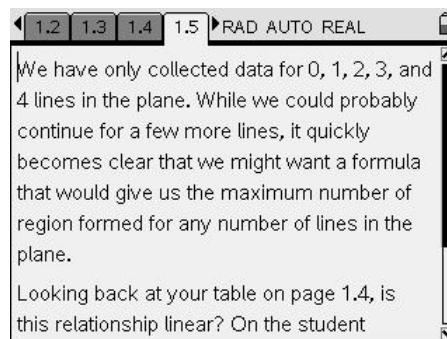 1.2 1.3 1.4 1.5 RAD AUTO REAL
We have only collected data for 0, 1, 2, 3, and
4 lines in the plane. While we could probably
continue for a few more lines, it quickly
becomes clear that we might want a formula
that would give us the maximum number of
region formed for any number of lines in the
plane.
Looking back at your table on page 1.4, is
this relationship linear? On the student